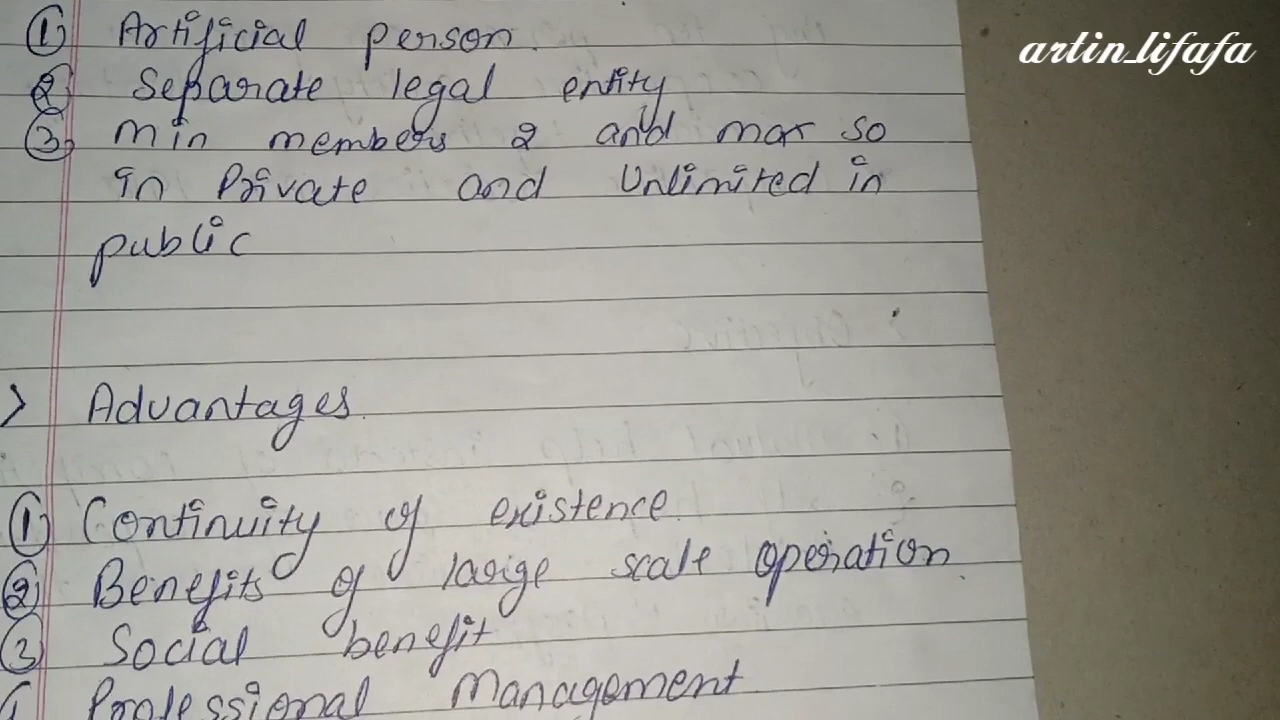 ① Artificial person.
artin_lifafa
② Separate legal entity
③ Min members 2 and max 50
in Private and Unlimited in
public
> Advantages.
① Continuity of existence.
② Benefits of large scale operation
③ Social benefit
Professional Management